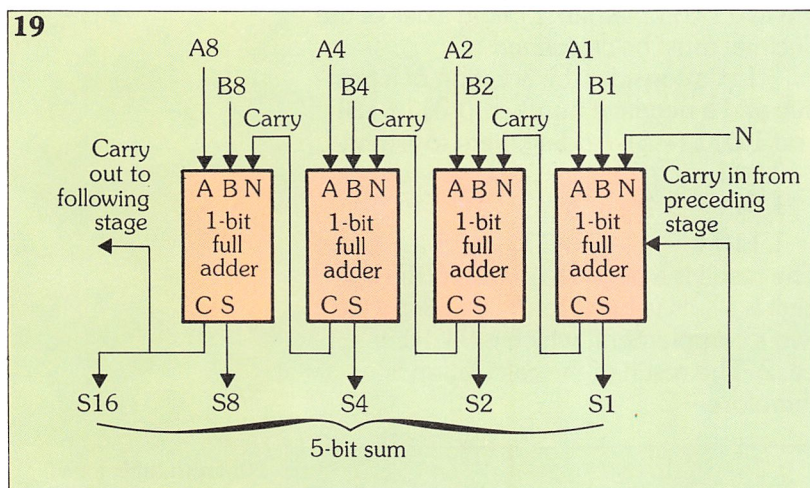 19
A8
A4
A2
A1
B8
B4
B2
B1
Carry
Carry
Carry
N
Carry
out to
following
stage
Carry in from
preceding
stage
A B N
A B N
A B N
A B N
1-bit
full
adder
1-bit
full
adder
1-bit
full
adder
1-bit
full
adder
C S
C S
C S
C S
S16
S8
S4
S2
S1
5-bit sum